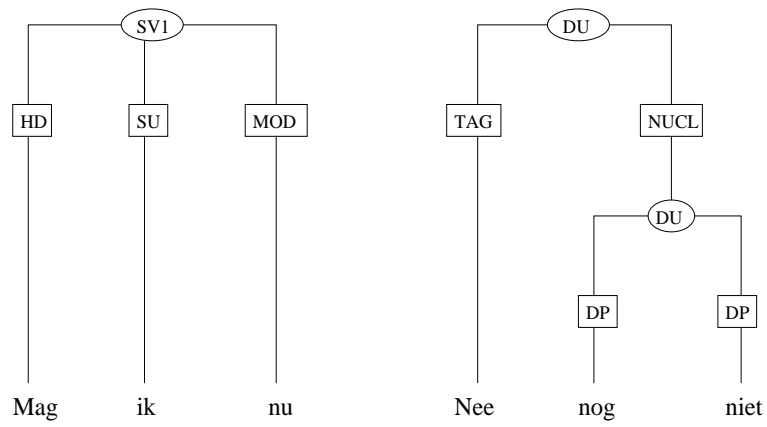 SV1 DU
HD SU MOD TAG NUCL
DU
DP DP
Mag ik nu Nee nog niet